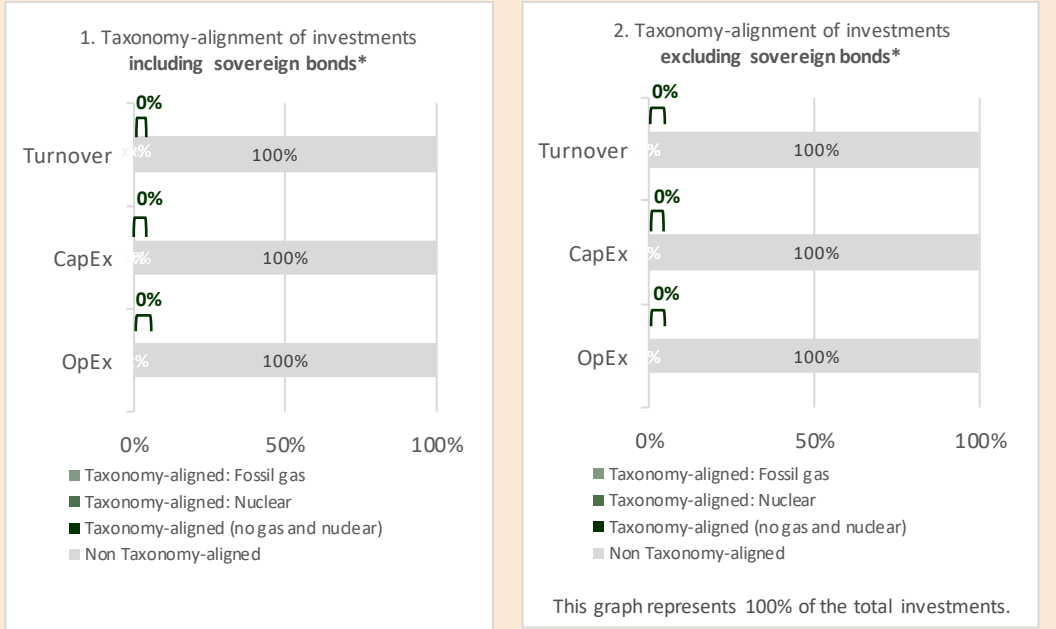 1. Taxonomy-alignment of investments
including sovereign bonds*
0%
Turnover
100%
0%
CapEx
100%
0%
OpEx
100%
0%
50%
100%
Taxonomy-aligned: Fossil gas
Taxonomy-aligned: Nuclear
Taxonomy-aligned (no gas and nuclear)
Non Taxonomy-aligned
2. Taxonomy-alignment of investments
excluding sovereign bonds*
0%
Turnover
%
100%
0%
CapEx
%
100%
0%
OpEx
%
100%
0%
50%
100%
Taxonomy-aligned: Fossil gas
Taxonomy-aligned: Nuclear
Taxonomy-aligned (no gas and nuclear)
Non Taxonomy-aligned
This graph represents 100% of the total investments.